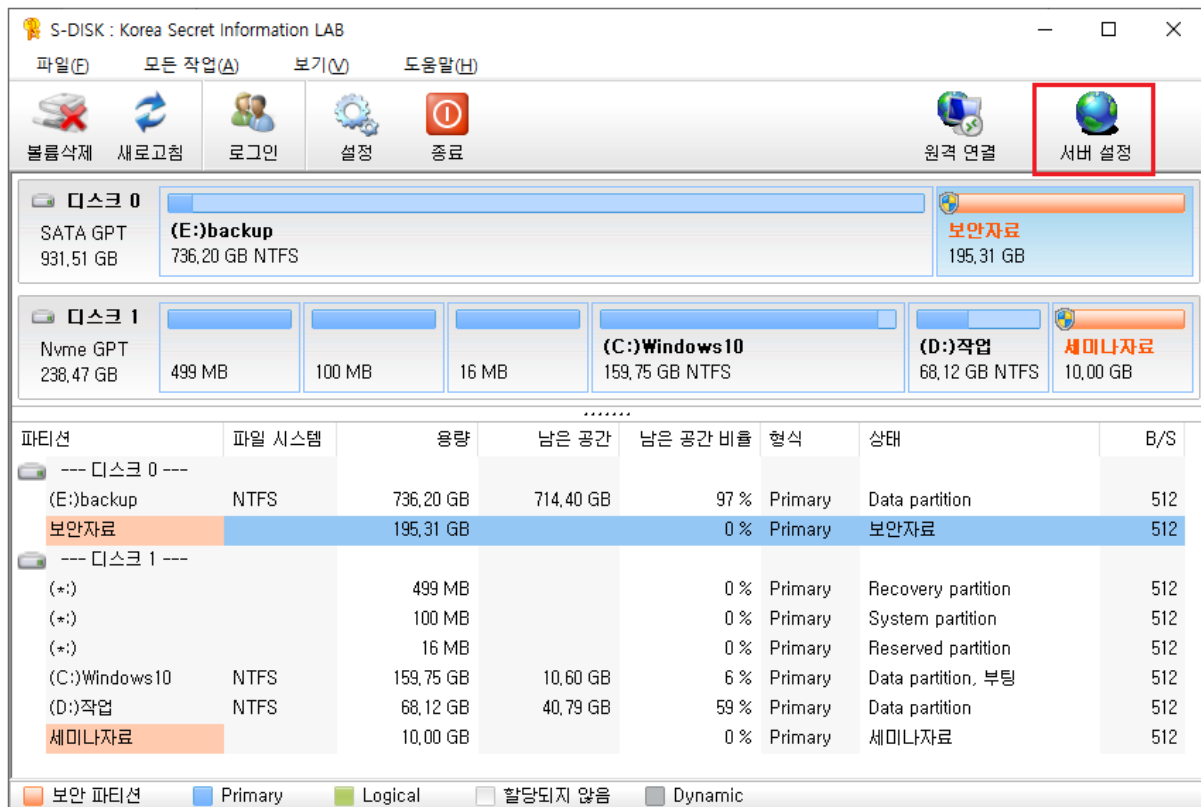 S-DISK : Korea Secret Information LAB
파일(F) 모든 작업(A) 보기(V) 도움말(H)
볼륨삭제 새로고침 로그인 설정 종료 원격 연결 서버 설정
디스크 0
SATA GPT
931,51 GB
(E:)backup
736,20 GB NTFS
보안자료
195,31 GB
디스크 1
Nvme GPT
238,47 GB
499 MB
100 MB
16 MB
(C:)Windows10
159,75 GB NTFS
(D:)작업
68,12 GB NTFS
세미나자료
10,00 GB
파티션 파일 시스템 용량 남은 공간 남은 공간 비율 형식 상태 B/S
--- 디스크 0 ---
(E:)backup NTFS 736,20 GB 714,40 GB 97 % Primary Data partition 512
보안자료 195,31 GB 0 % Primary 보안자료 512
--- 디스크 1 ---
(*:) 499 MB 0 % Primary Recovery partition 512
(*:) 100 MB 0 % Primary System partition 512
(*:) 16 MB 0 % Primary Reserved partition 512
(C:)Windows10 NTFS 159,75 GB 10,60 GB 6 % Primary Data partition, 부팅 512
(D:)작업 NTFS 68,12 GB 40,79 GB 59 % Primary Data partition 512
세미나자료 10,00 GB 0 % Primary 세미나자료 512
보안 파티션 Primary Logical 할당되지 않음 Dynamic